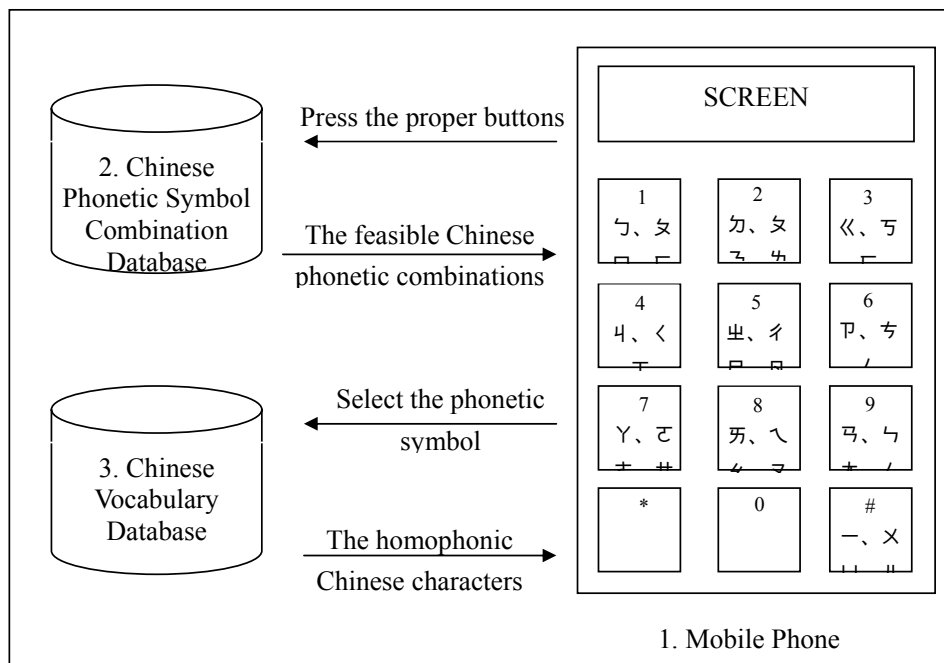 SCREEN
Press the proper buttons
2. Chinese
Phonetic Symbol
Combination
Database
The feasible Chinese
phonetic combinations
1
ㄅ、ㄆ
2
ㄉ、ㄆ
3
ㄍ、ㄎ
4
ㄐ、ㄑ
5
ㄓ、ㄔ
6
ㄗ、ㄘ
Select the phonetic
symbol
3. Chinese
Vocabulary
Database
The homophonic
Chinese characters
7
ㄚ、ㄛ
8
ㄞ、ㄟ
9
ㄢ、ㄣ
*
0
#
ㄧ、ㄨ
1. Mobile Phone